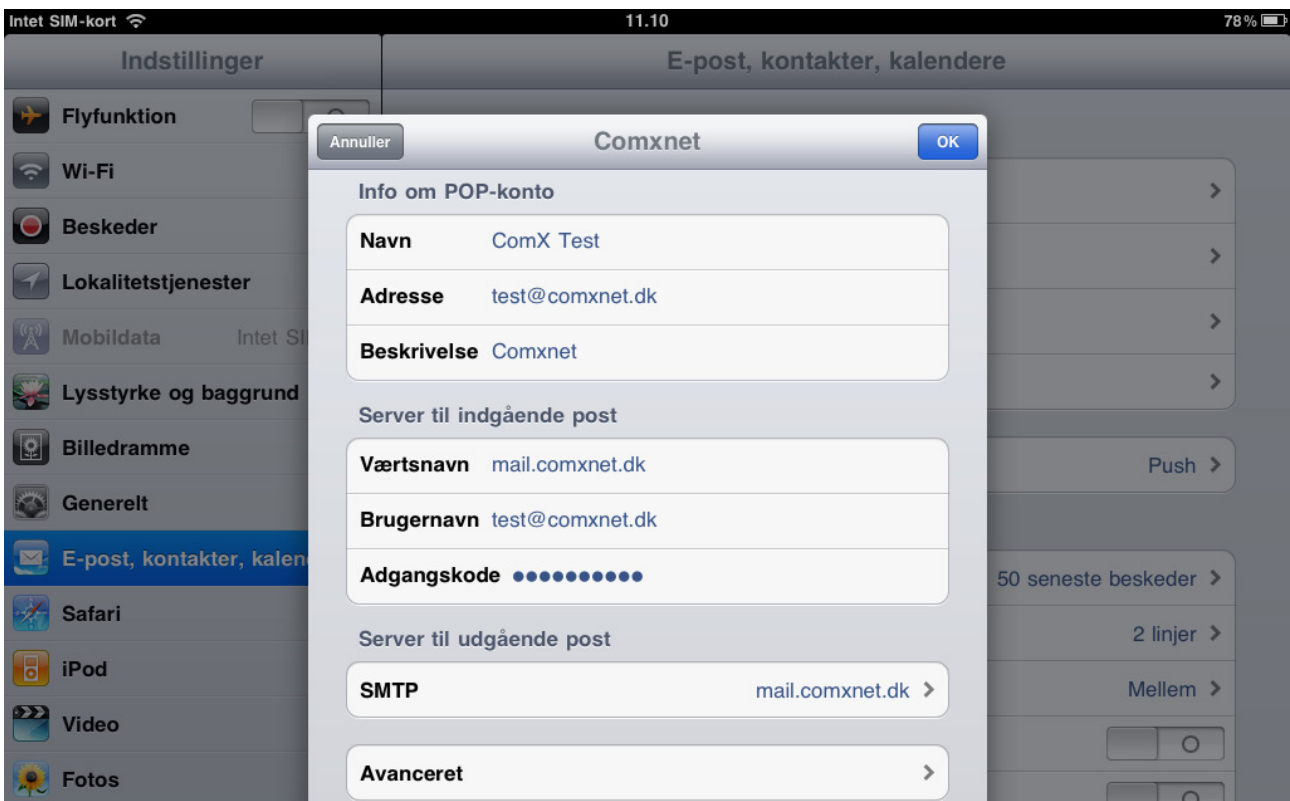 Intet SIM-kort 11.10 78%
Indstillinger
E-post, kontakter, kalendere
Flyfunktion
Wi-Fi
Beskeder
Lokalitetstjenester
Mobildata Intet SI
Lysstyrke og baggrund
Billedramme
Generelt
E-post, kontakter, kalen
Safari
iPod
Video
Fotos
Annuller Comxnet OK
Info om POP-konto
Navn ComX Test
Adresse test@comxnet.dk
Beskrivelse Comxnet
Server til indgående post
Værtsnavn mail.comxnet.dk
Brugernavn test@comxnet.dk
Adgangskode ●●●●●●●●●●
Server til udgående post
SMTP mail.comxnet.dk
Avanceret
Push
50 seneste beskeder
2 linjer
Mellem